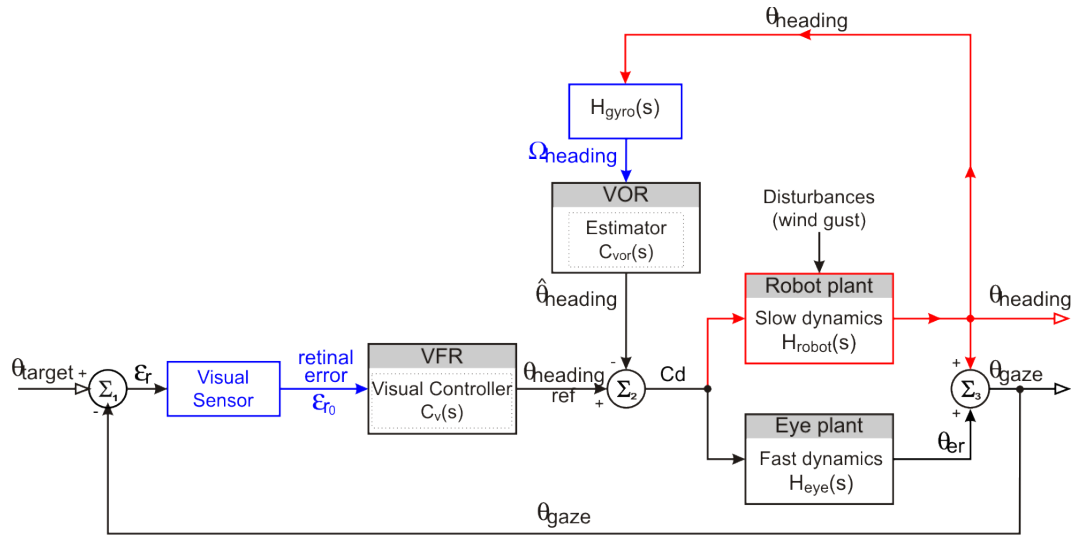 θheading
Hgyro(s)
Ωheading
VOR
Estimator
Cvor(s)
Disturbances
(wind gust)
θ̂heading
Robot plant
Slow dynamics
Hrobot(s)
θheading
θtarget
+
-
Σ1
εr
Visual
Sensor
retinal
error
εr0
VFR
Visual Controller
Cv(s)
θheading
ref
-
+
Σ2
Cd
+
+
Σ3
θgaze
Eye plant
Fast dynamics
Heye(s)
θer
θgaze